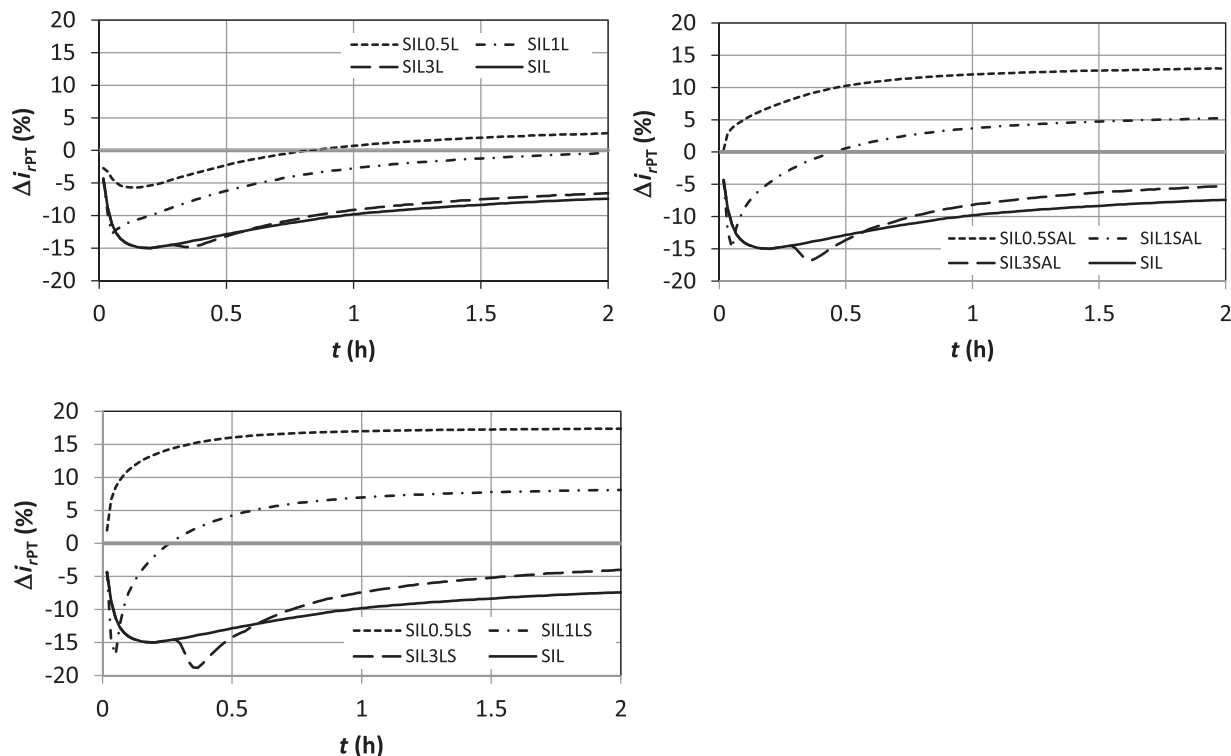 Δi_rPT (%)
20
15
10
5
0
-5
-10
-15
-20
SIL0.5L SIL1L
SIL3L SIL
0 0.5 1 1.5 2
t (h)
Δi_rPT (%)
20
15
10
5
0
-5
-10
-15
-20
SIL0.5SAL SIL1SAL
SIL3SAL SIL
0 0.5 1 1.5 2
t (h)
Δi_rPT (%)
20
15
10
5
0
-5
-10
-15
-20
SIL0.5LS SIL1LS
SIL3LS SIL
0 0.5 1 1.5 2
t (h)